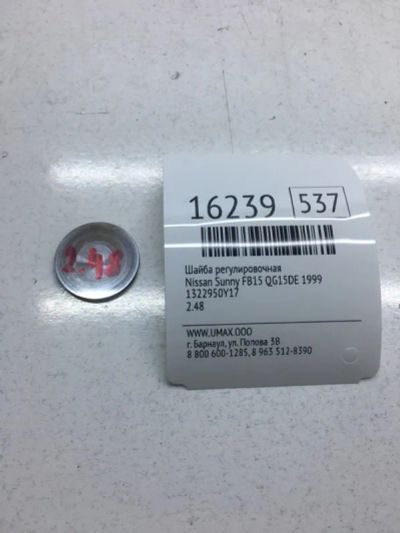 16239 537
2.48
Шайба регулировочная
Nissan Sunny FB15 QG15DE 1999
1322950Y17
2.48
WWW.UMAX.OOO
г. Барнаул, ул. Попова 3В
8 800 600-1285, 8 963 512-8390